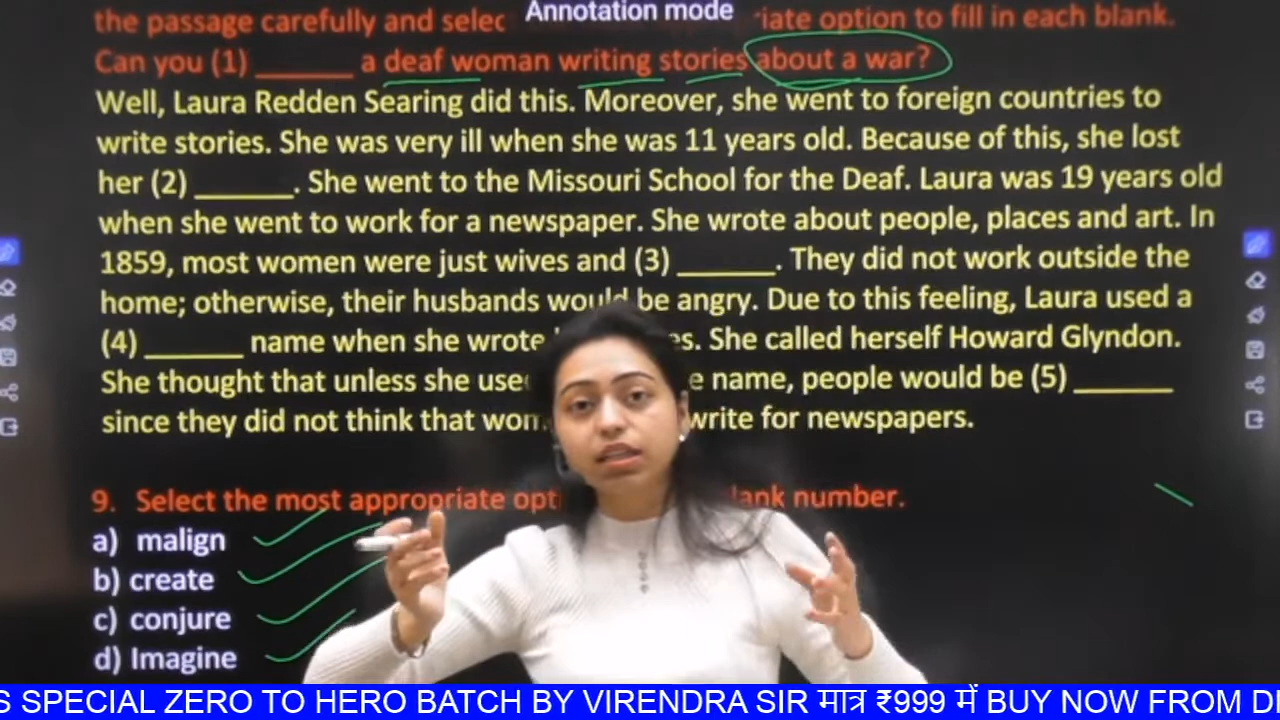 Annotation mode
the passage carefully and selec iate option to fill in each blank.
Can you (1) ______ a deaf woman writing stories about a war?
Well, Laura Redden Searing did this. Moreover, she went to foreign countries to
write stories. She was very ill when she was 11 years old. Because of this, she lost
her (2) ______. She went to the Missouri School for the Deaf. Laura was 19 years old
when she went to work for a newspaper. She wrote about people, places and art. In
1859, most women were just wives and (3) ______. They did not work outside the
home; otherwise, their husbands would be angry. Due to this feeling, Laura used a
(4) ______ name when she wrote es. She called herself Howard Glyndon.
She thought that unless she use e name, people would be (5) ______
since they did not think that wom write for newspapers.
9. Select the most appropriate opt lank number.
a) malign
b) create
c) conjure
d) Imagine
S SPECIAL ZERO TO HERO BATCH BY VIRENDRA SIR मात्र ₹999 में BUY NOW FROM DI